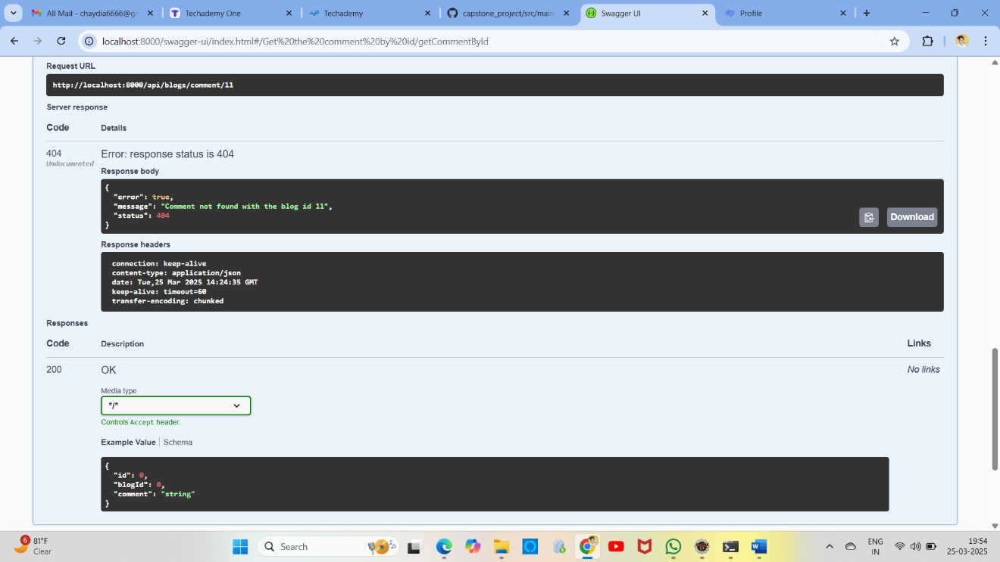 All Mail - chaydia6666@gm
Techademy One
Techademy
capstone_project/src/main.
Swagger UI
Profile
localhost:8000/swagger-ui/index.html#/Get%20the%20comment%20by%20id/getCommentById
Request URL
http://localhost:8000/api/blogs/comment/11
Server response
Code Details
404 Error: response status is 404
Undocumented
Response body
{
"error": true,
"message": "Comment not found with the blog id 11",
"status": 404
}
Download
Response headers
connection: keep-alive
content-type: application/json
date: Tue,25 Mar 2025 14:24:35 GMT
keep-alive: timeout=60
transfer-encoding: chunked
Responses
Code Description Links
200 OK No links
Media type
*/*
Controls Accept header.
Example Value Schema
{
"id": 0,
"blogId": 0,
"comment": "string"
}
6
81°F
Clear
Search
ENG
IN
19:54
25-03-2025